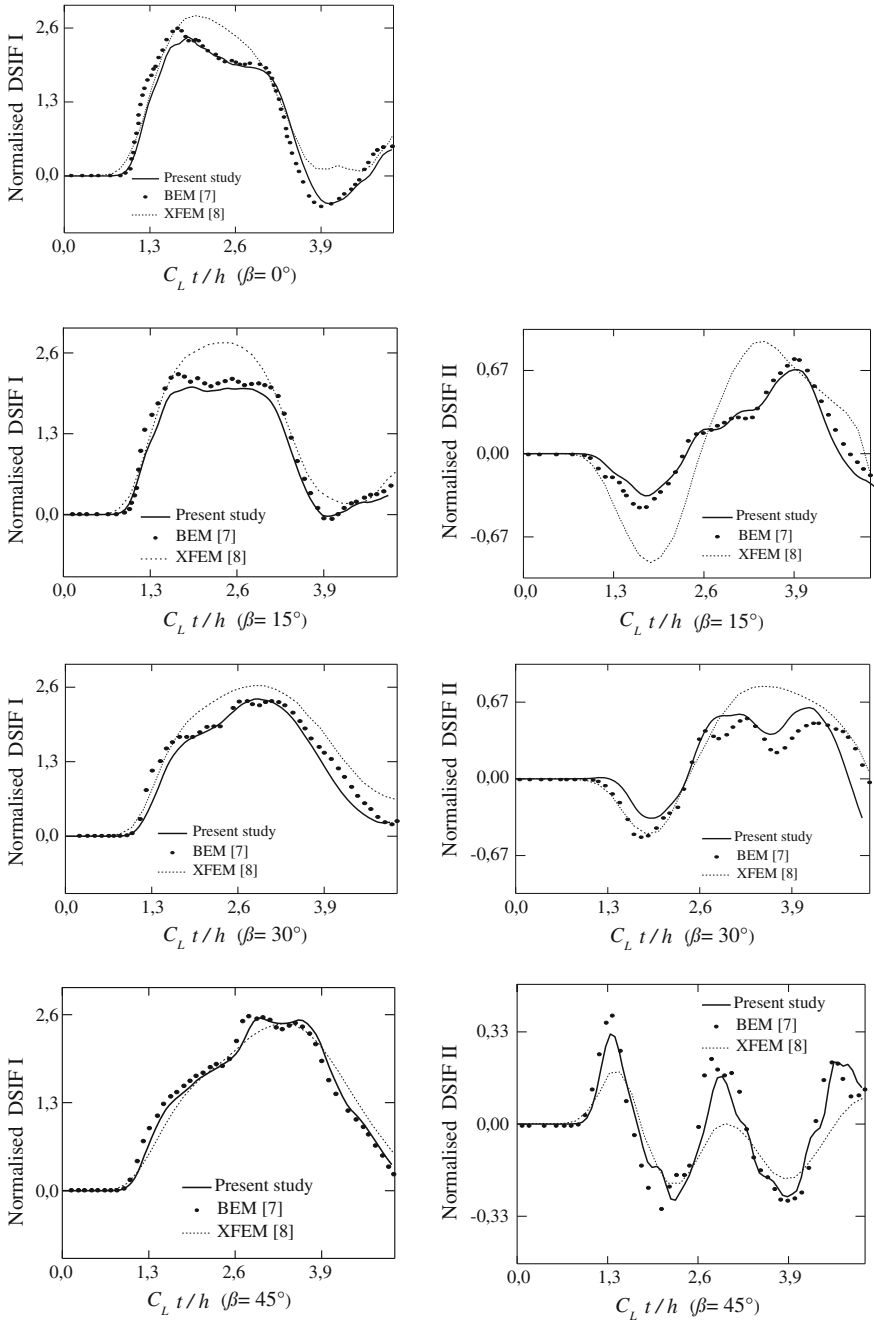 Normalised DSIF I
2,6
1,3
0,0
Present study
BEM [7]
XFEM [8]
0,0 1,3 2,6 3,9
C_L t / h (β= 0°)
Normalised DSIF I
2,6
1,3
0,0
Present study
BEM [7]
XFEM [8]
0,0 1,3 2,6 3,9
C_L t / h (β= 15°)
Normalised DSIF II
0,67
0,00
-0,67
Present study
BEM [7]
XFEM [8]
0,0 1,3 2,6 3,9
C_L t / h (β= 15°)
Normalised DSIF I
2,6
1,3
0,0
Present study
BEM [7]
XFEM [8]
0,0 1,3 2,6 3,9
C_L t / h (β= 30°)
Normalised DSIF II
0,67
0,00
-0,67
Present study
BEM [7]
XFEM [8]
0,0 1,3 2,6 3,9
C_L t / h (β= 30°)
Normalised DSIF I
2,6
1,3
0,0
Present study
BEM [7]
XFEM [8]
0,0 1,3 2,6 3,9
C_L t / h (β= 45°)
Normalised DSIF II
0,33
0,00
-0,33
Present study
BEM [7]
XFEM [8]
0,0 1,3 2,6 3,9
C_L t / h (β= 45°)